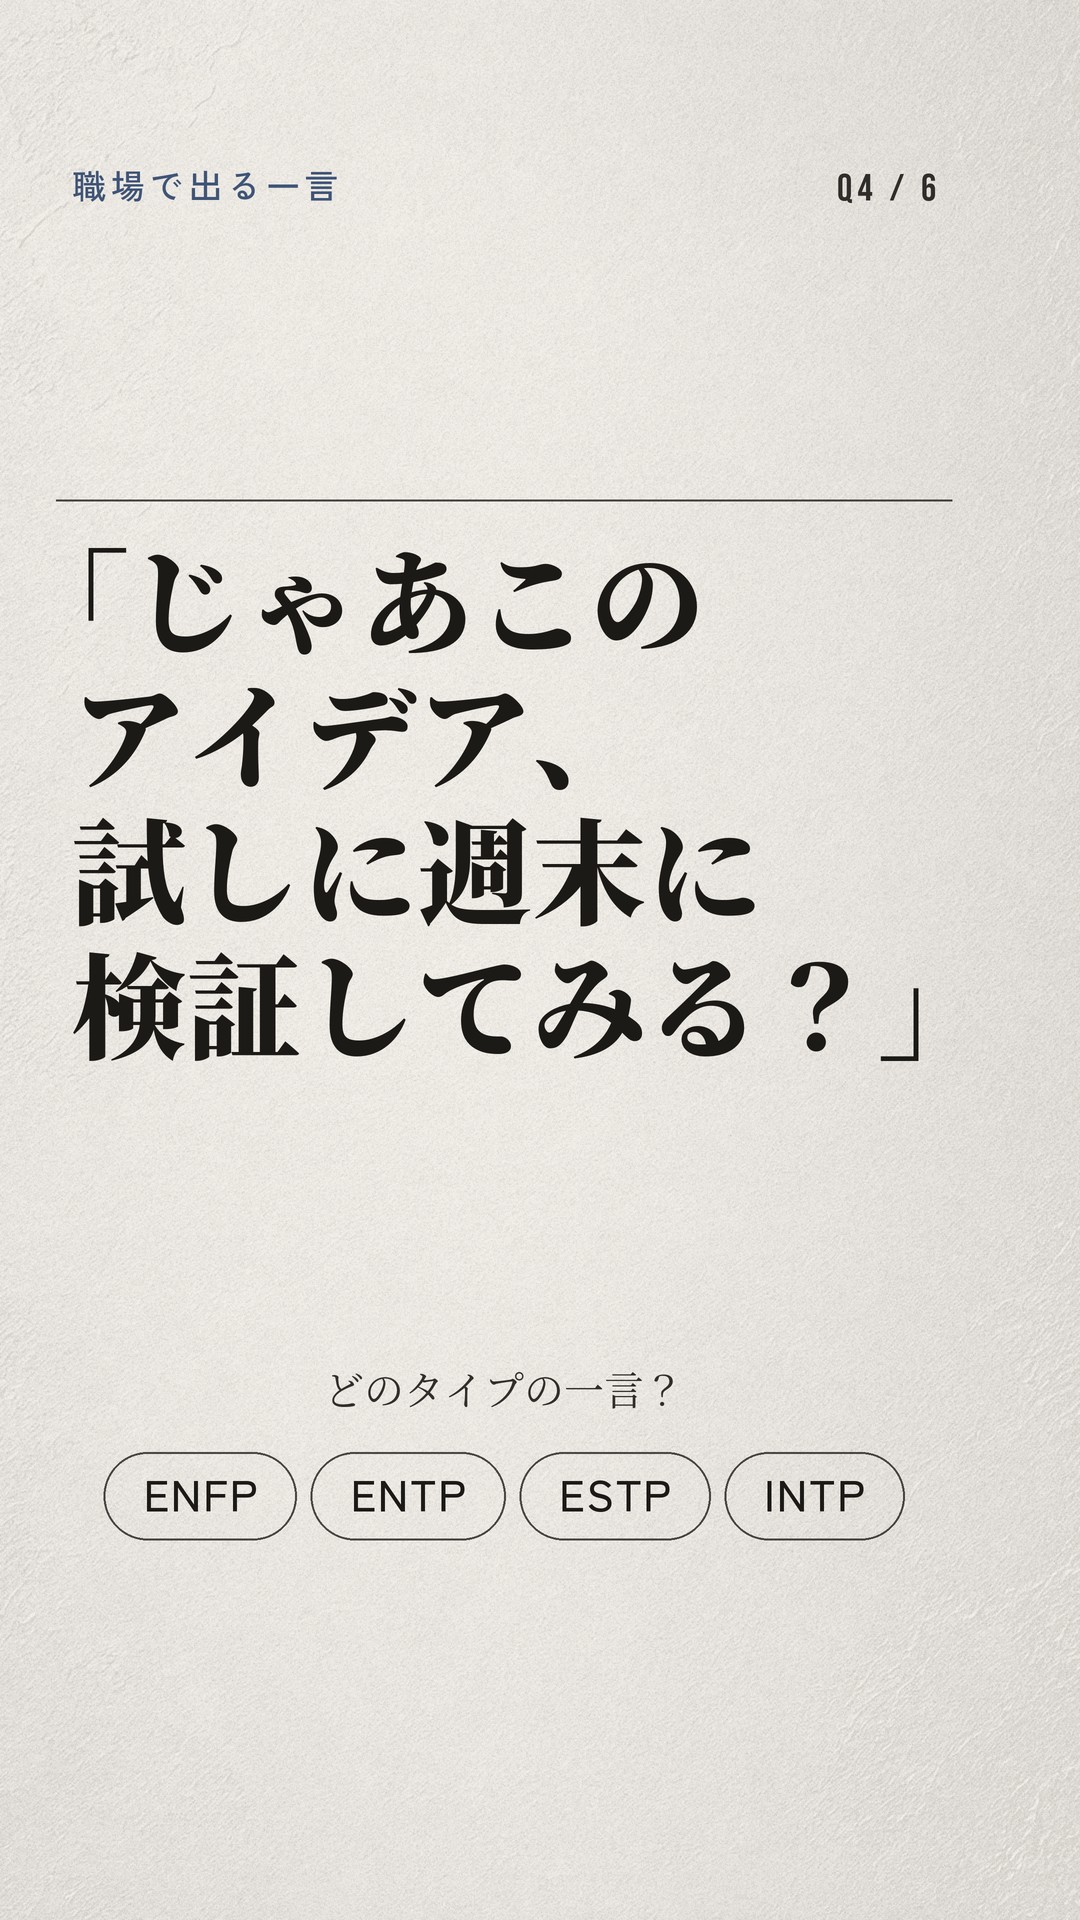 職場で出る一言
Q4 / 6
「じゃあこの
アイデア、
試しに週末に
検証してみる？」
どのタイプの一言？
ENFP
ENTP
ESTP
INTP